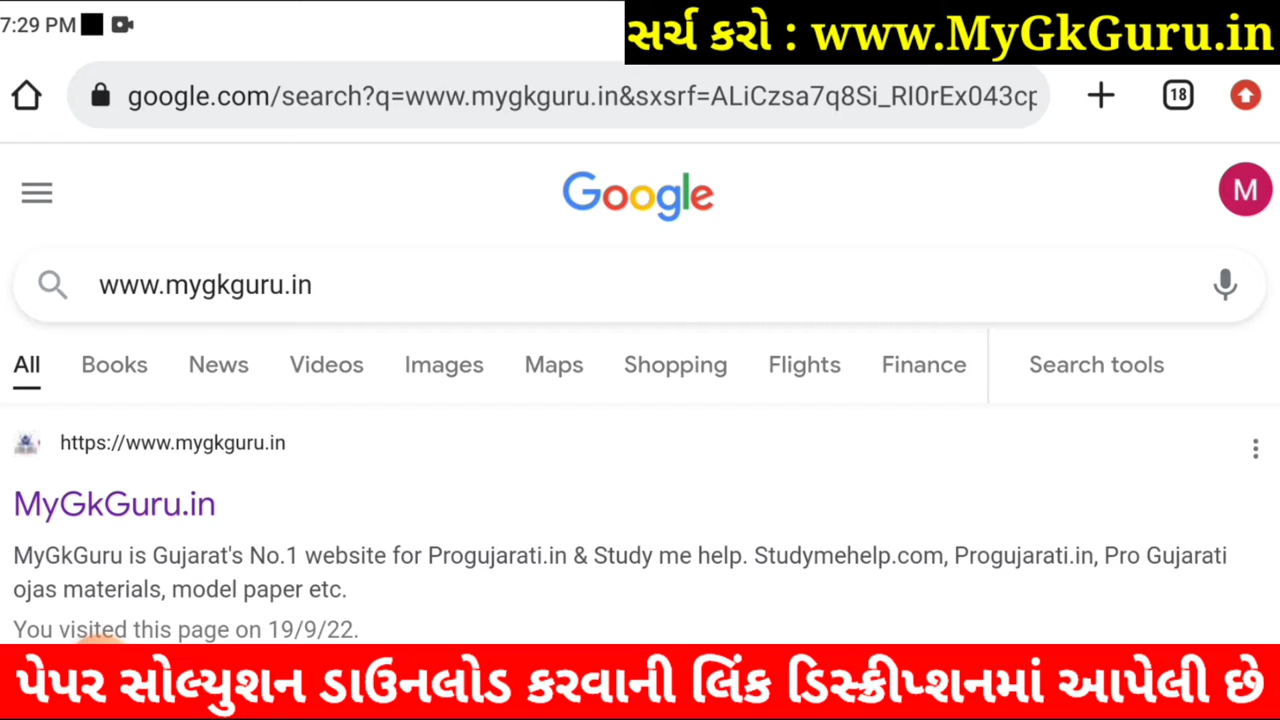 7:29 PM
સર્ચ કરો : www.MyGkGuru.in
google.com/search?q=www.mygkguru.in&sxsrf=ALiCzsa7q8Si_RI0rEx043cp
18
Google
M
www.mygkguru.in
All Books News Videos Images Maps Shopping Flights Finance Search tools
https://www.mygkguru.in
MyGkGuru.in
MyGkGuru is Gujarat's No.1 website for Progujarati.in & Study me help. Studymehelp.com, Progujarati.in, Pro Gujarati
ojas materials, model paper etc.
You visited this page on 19/9/22.
પેપર સોલ્યુશન ડાઉનલોડ કરવાની લિંક ડિસ્ક્રીપ્શનમાં આપેલી છે